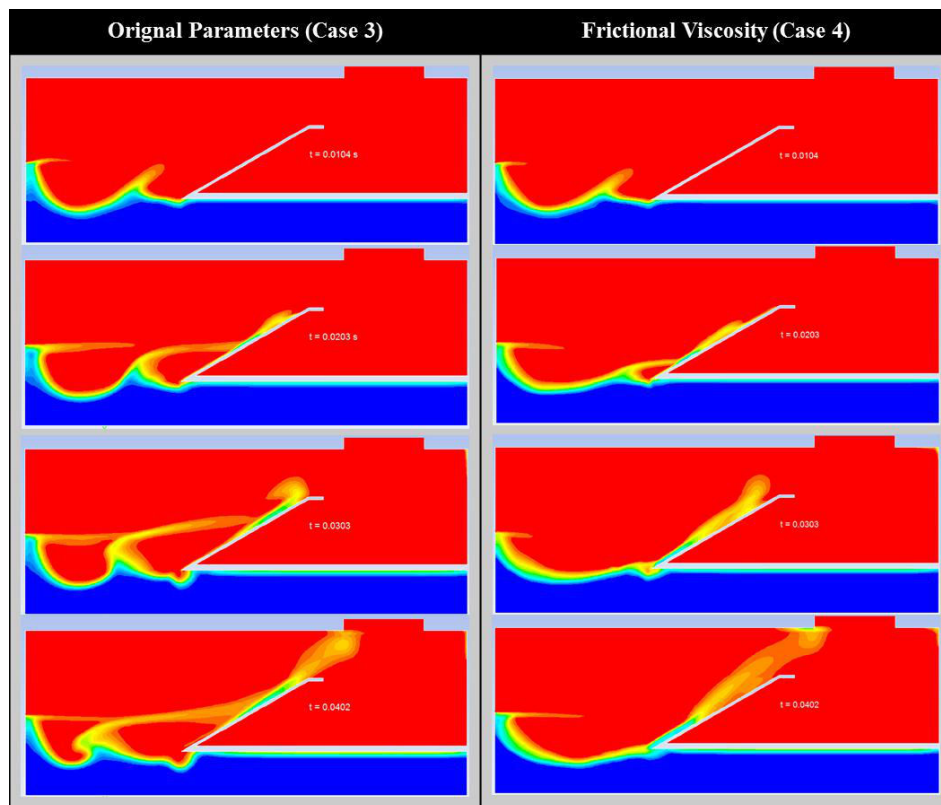 Orignal Parameters (Case 3)
Frictional Viscosity (Case 4)
t = 0.0104 s
t = 0.0104
t = 0.0203 s
t = 0.0203
t = 0.0303
t = 0.0303
t = 0.0402
t = 0.0402